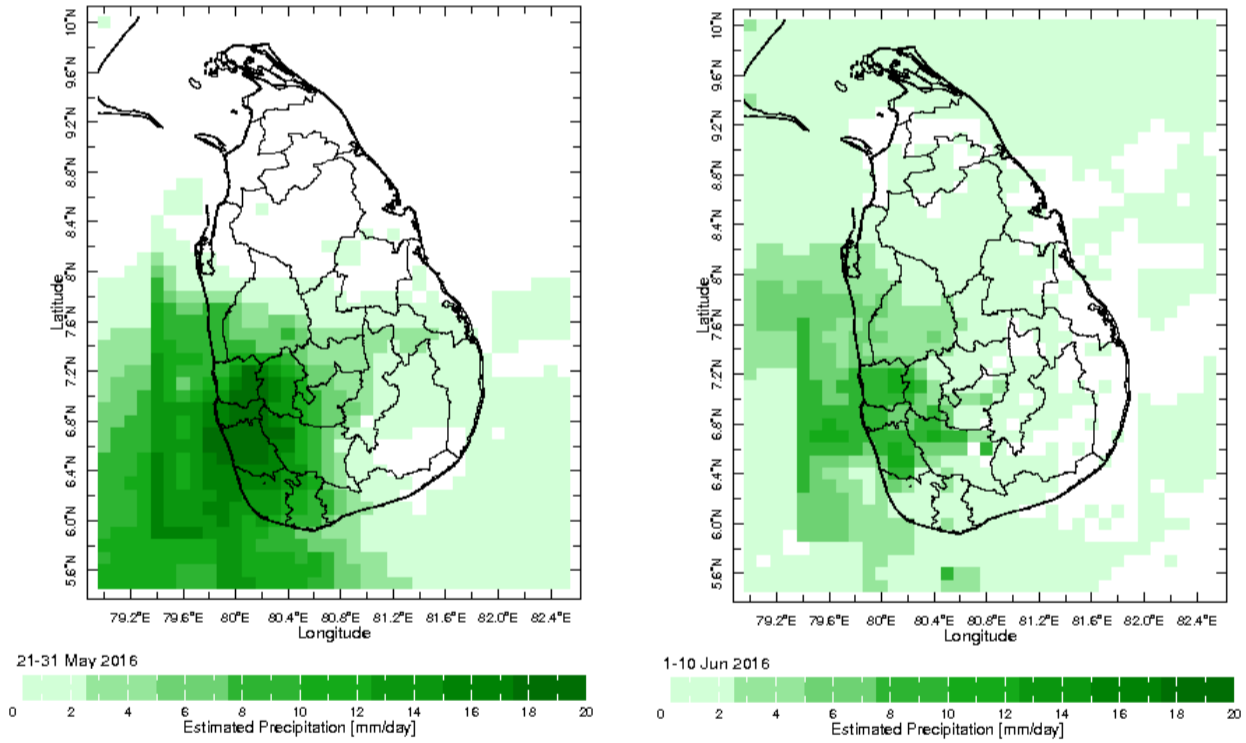 10°N
9.6°N
9.2°N
8.8°N
8.4°N
8°N
7.6°N
7.2°N
6.8°N
6.4°N
6.0°N
5.6°N
Latitude
79.2°E 79.6°E 80°E 80.4°E 80.8°E 81.2°E 81.6°E 82.0°E 82.4°E
Longitude
21-31 May 2016
0 2 4 6 8 10 12 14 16 18 20
Estimated Precipitation [mm/day]
10°N
9.6°N
9.2°N
8.8°N
8.4°N
8°N
7.6°N
7.2°N
6.8°N
6.4°N
6.0°N
5.6°N
Latitude
79.2°E 79.6°E 80°E 80.4°E 80.8°E 81.2°E 81.6°E 82.0°E 82.4°E
Longitude
1-10 Jun 2016
0 2 4 6 8 10 12 14 16 18 20
Estimated Precipitation [mm/day]